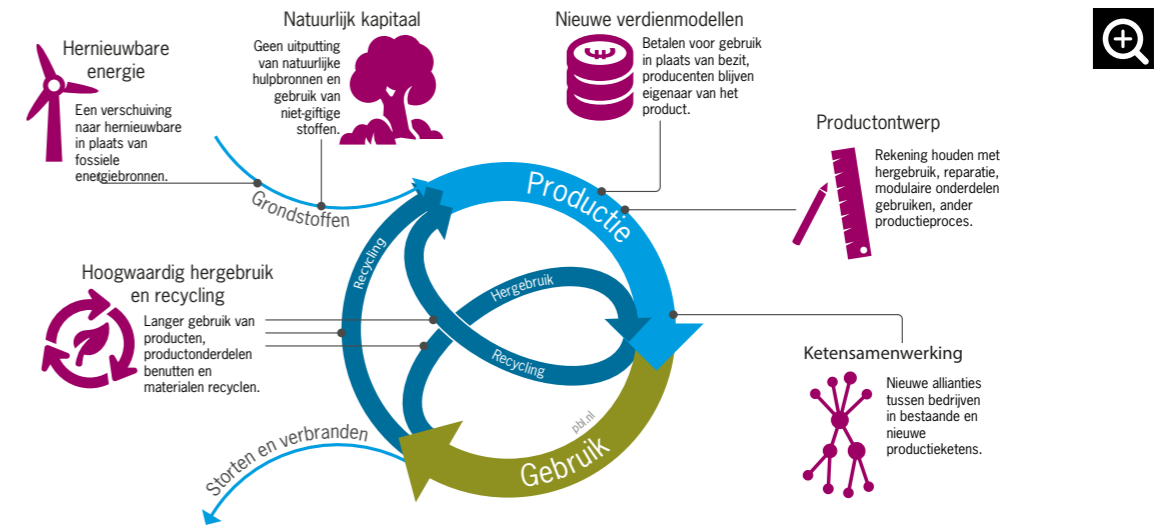 Hernieuwbare
energie
Een verschuiving
naar hernieuwbare
in plaats van
fossiele
energiebronnen.
Natuurlijk kapitaal
Geen uitputting
van natuurlijke
hulpbronnen en
gebruik van
niet-giftige
stoffen.
Nieuwe verdienmodellen
Betalen voor gebruik
in plaats van bezit,
producenten blijven
eigenaar van het
product.
Productontwerp
Rekening houden met
hergebruik, reparatie,
modulaire onderdelen
gebruiken, ander
productieproces.
Grondstoffen
Productie
Recycling
Hergebruik
Recycling
Hoogwaardig hergebruik
en recycling
Langer gebruik van
producten,
productonderdelen
benutten en
materialen recyclen.
Ketensamenwerking
Nieuwe allianties
tussen bedrijven
in bestaande en
nieuwe
productieketens.
Storten en verbranden
pbl.nl
Gebruik